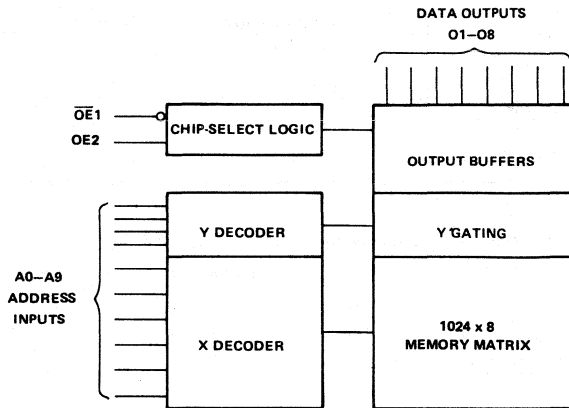 DATA OUTPUTS
O1–O8
O̅E̅1
OE2
CHIP-SELECT LOGIC
OUTPUT BUFFERS
Y DECODER
Y GATING
A0–A9
ADDRESS
INPUTS
X DECODER
1024 x 8
MEMORY MATRIX